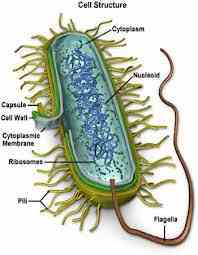 Cell Structure
Cytoplasm
Nucleoid
Capsule
Cell Wall
Cytoplasmic
Membrane
Ribosomes
Pili
Flagella